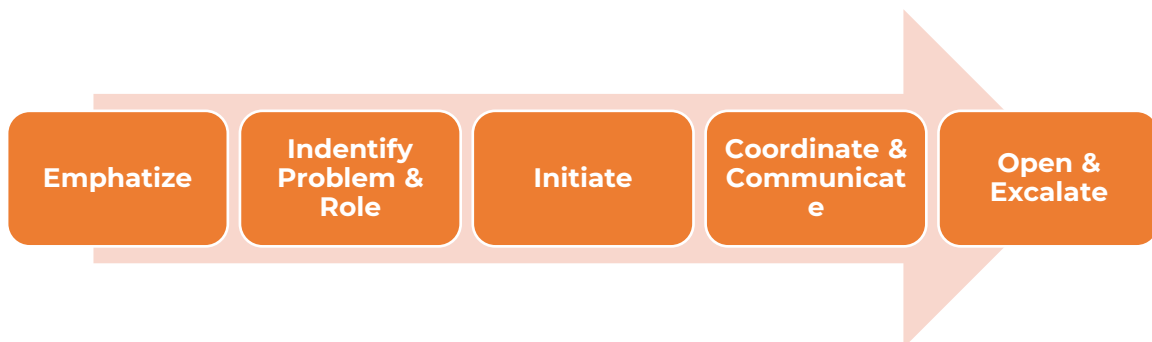 Emphatize
Indentify
Problem &
Role
Initiate
Coordinate &
Communicat
e
Open &
Excalate